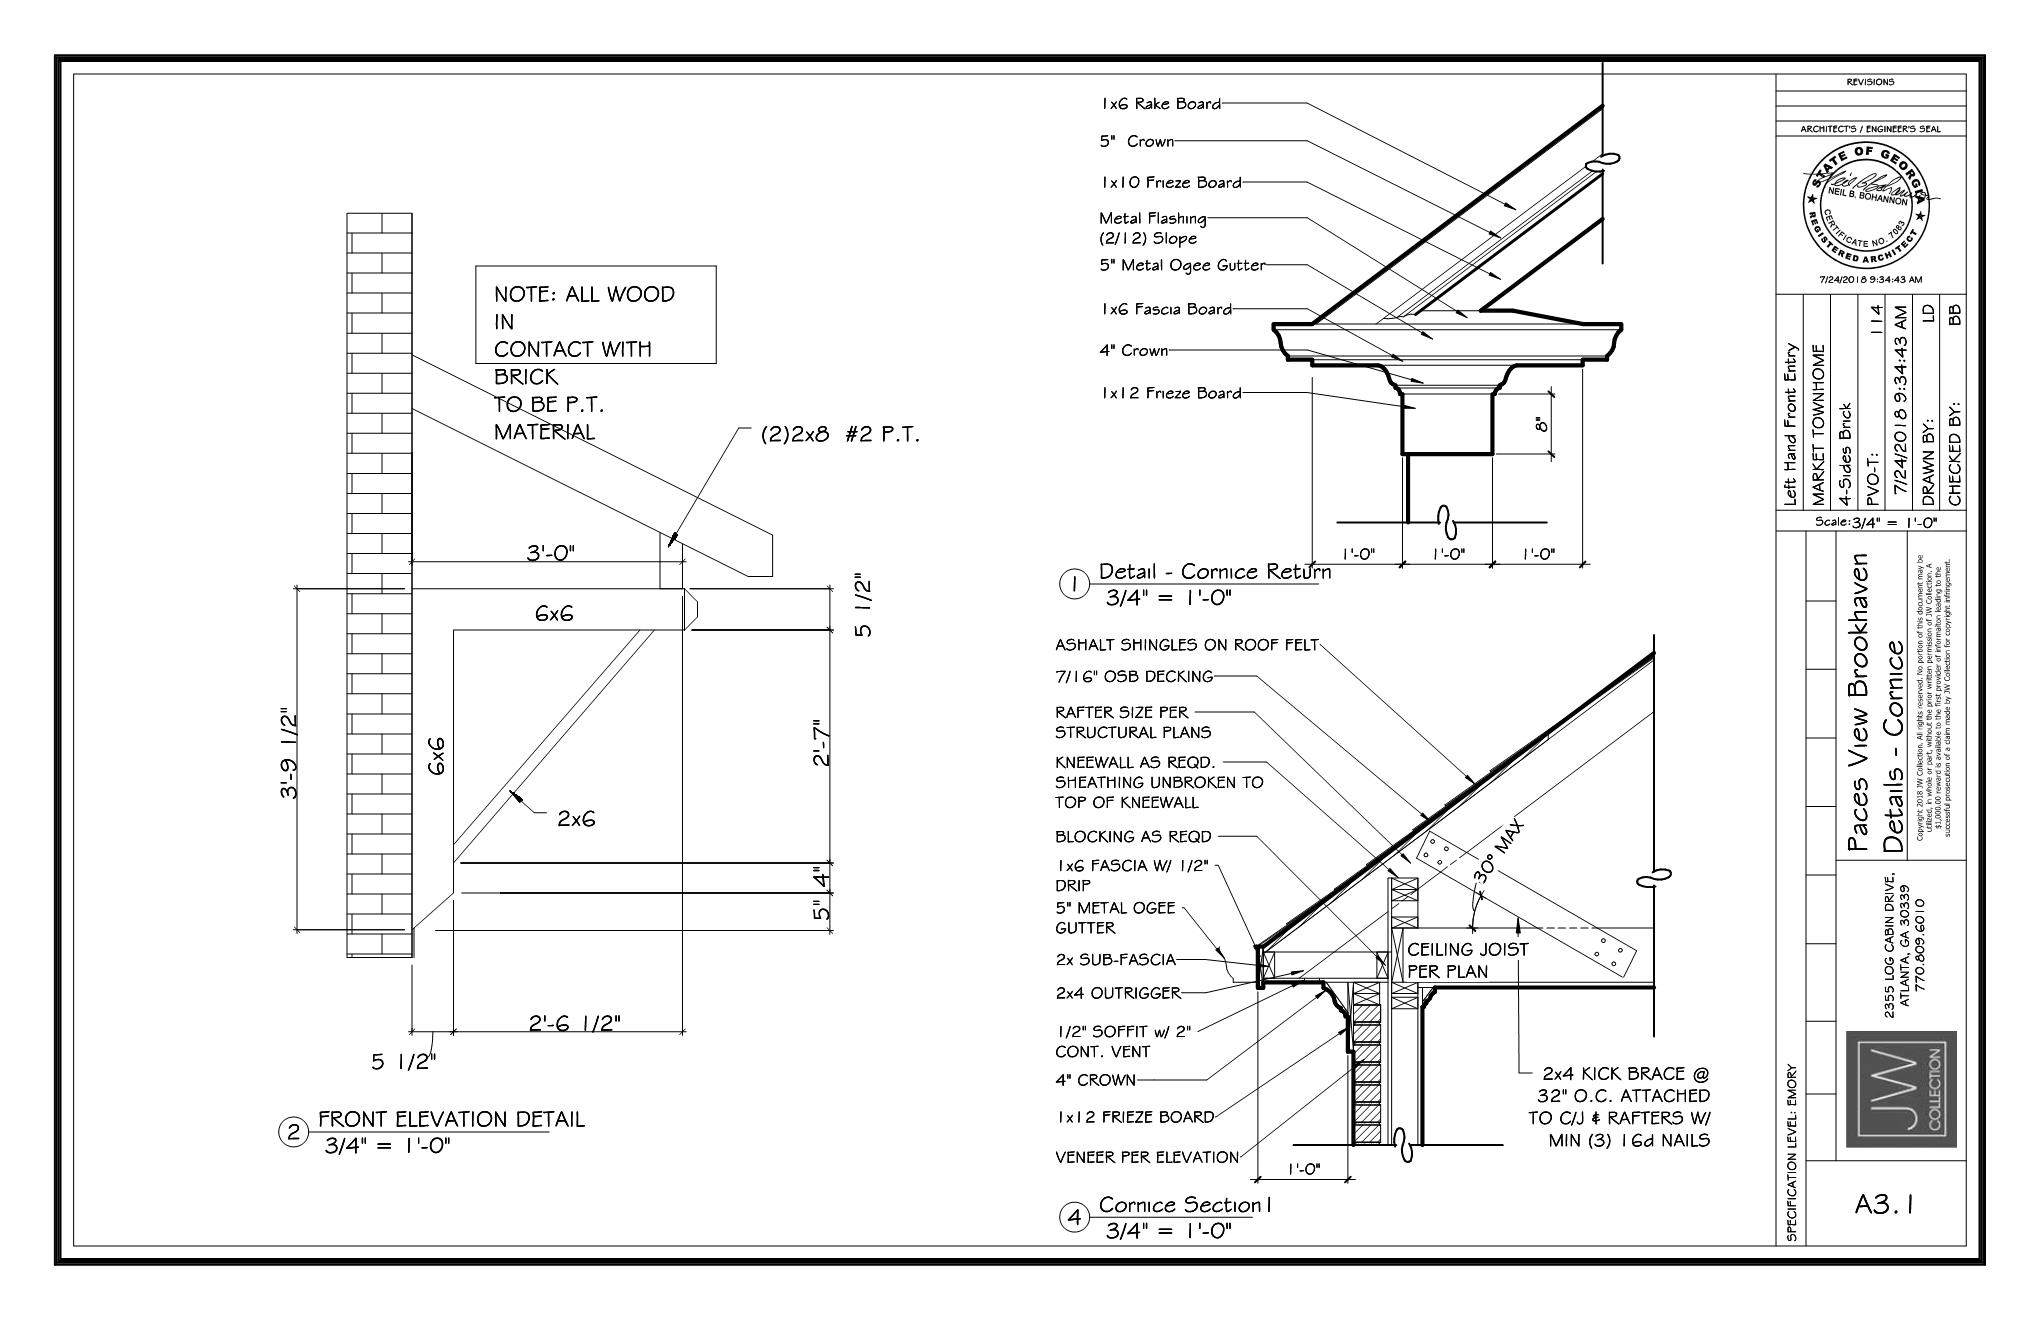 NOTE: ALL WOOD
IN
CONTACT WITH
BRICK
TO BE P.T.
MATERIAL
(2)2x8 #2 P.T.
3'-0"
6x6
5 1/2"
3'-9 1/2"
6x6
2'-7"
2x6
4"
5"
2'-6 1/2"
5 1/2"
2
FRONT ELEVATION DETAIL
3/4" = 1'-0"
1x6 Rake Board
5" Crown
1x10 Frieze Board
Metal Flashing
(2/12) Slope
5" Metal Ogee Gutter
1x6 Fascia Board
4" Crown
1x12 Frieze Board
8"
1'-0"
1'-0"
1'-0"
1
Detail - Cornice Return
3/4" = 1'-0"
ASHALT SHINGLES ON ROOF FELT
7/16" OSB DECKING
RAFTER SIZE PER
STRUCTURAL PLANS
KNEEWALL AS REQD.
SHEATHING UNBROKEN TO
TOP OF KNEEWALL
BLOCKING AS REQD
1x6 FASCIA W/ 1/2"
DRIP
5" METAL OGEE
GUTTER
2x SUB-FASCIA
2x4 OUTRIGGER
1/2" SOFFIT w/ 2"
CONT. VENT
4" CROWN
1x12 FRIEZE BOARD
VENEER PER ELEVATION
30° MAX
CEILING JOIST
PER PLAN
2x4 KICK BRACE @
32" O.C. ATTACHED
TO C/J & RAFTERS W/
MIN (3) 16d NAILS
1'-0"
4
Cornice Section1
3/4" = 1'-0"
REVISIONS
ARCHITECT'S / ENGINEER'S SEAL
STATE OF GEORGIA
NEIL B. BOHANNON
CERTIFICATE NO. 7083
REGISTERED ARCHITECT
7/24/2018 9:34:43 AM
Left Hand Front Entry
MARKET TOWNHOME
4-Sides Brick
PVO-T: 114
7/24/2018 9:34:43 AM
DRAWN BY: LD
CHECKED BY: BB
Scale: 3/4" = 1'-0"
Paces View Brookhaven
Details - Cornice
Copyright 2018 JW Collection. All rights reserved. No portion of this document may be
utilized, in whole or part, without the prior written permission of JW Collection. A
$1,000.00 reward is available to the first provider of informaiton leading to the
successful prosecution of a claim made by JW Collection for copyright infringement.
2355 LOG CABIN DRIVE,
ATLANTA, GA 30339
770.809.6010
JW
COLLECTION
SPECIFICATION LEVEL: EMORY
A3.1